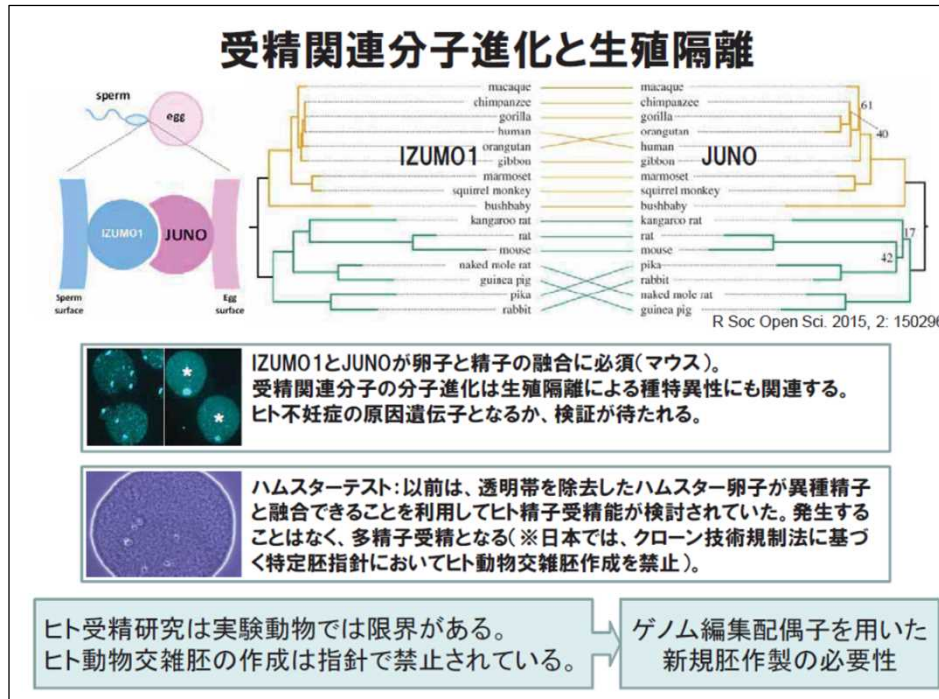 受精関連分子進化と生殖隔離
sperm
egg
IZUMO1
JUNO
Sperm
surface
Egg
surface
macaque
chimpanzee
gorilla
human
orangutan
gibbon
marmoset
squirrel monkey
bushbaby
kangaroo rat
rat
mouse
naked mole rat
guinea pig
pika
rabbit
IZUMO1
macaque
chimpanzee
gorilla
orangutan
human
gibbon
marmoset
squirrel monkey
bushbaby
kangaroo rat
rat
mouse
pika
rabbit
naked mole rat
guinea pig
JUNO
61
40
17
42
R Soc Open Sci. 2015, 2: 150296
* *
IZUMO1とJUNOが卵子と精子の融合に必須(マウス)。
受精関連分子の分子進化は生殖隔離による種特異性にも関連する。
ヒト不妊症の原因遺伝子となるか、検証が待たれる。
ハムスターテスト:以前は、透明帯を除去したハムスター卵子が異種精子
と融合できることを利用してヒト精子受精能が検討されていた。発生する
ことはなく、多精子受精となる(※日本では、クローン技術規制法に基づ
く特定胚指針においてヒト動物交雑胚作成を禁止)。
ヒト受精研究は実験動物では限界がある。
ヒト動物交雑胚の作成は指針で禁止されている。
ゲノム編集配偶子を用いた
新規胚作製の必要性